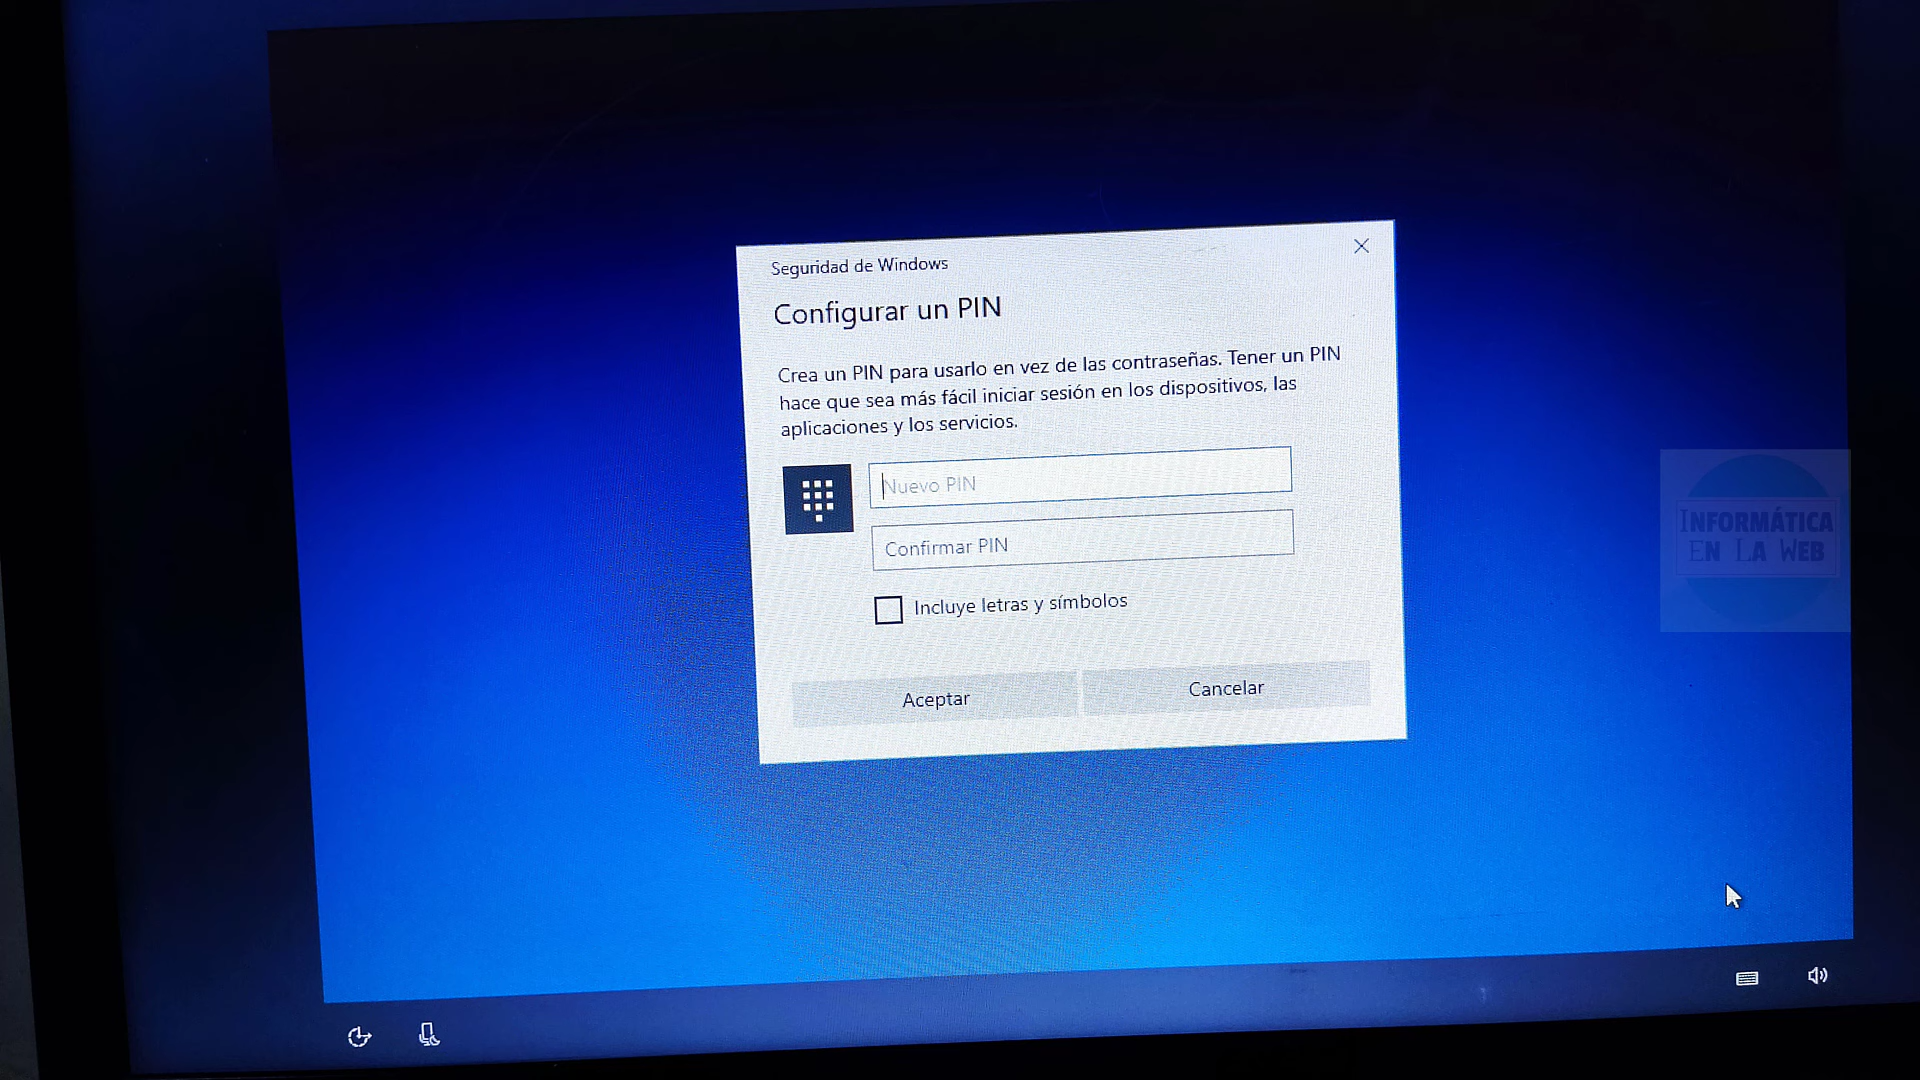 Seguridad de Windows
Configurar un PIN
Crea un PIN para usarlo en vez de las contraseñas. Tener un PIN
hace que sea más fácil iniciar sesión en los dispositivos, las
aplicaciones y los servicios.
Nuevo PIN
Confirmar PIN
Incluye letras y símbolos
Aceptar
Cancelar
INFORMÁTICA
EN LA WEB